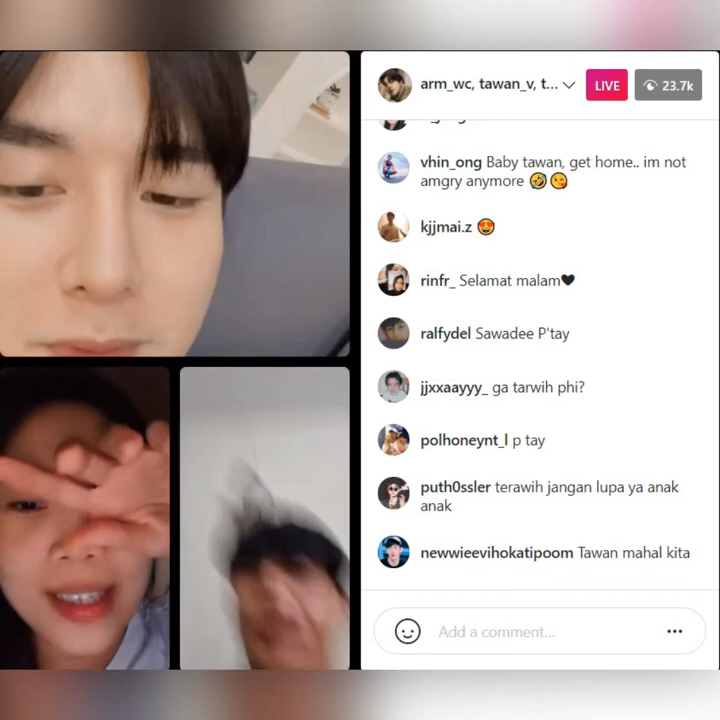 arm_wc, tawan_v, t...
LIVE
23.7k
vhin_ong Baby tawan, get home.. im not
amgry anymore 🤣😘
kjjmai.z 😍
rinfr_ Selamat malam🖤
ralfydel Sawadee P'tay
jjxxaayyy_ ga tarwih phi?
polhoneynt_l p tay
puth0ssler terawih jangan lupa ya anak
anak
newwieevihokatipoom Tawan mahal kita
Add a comment...